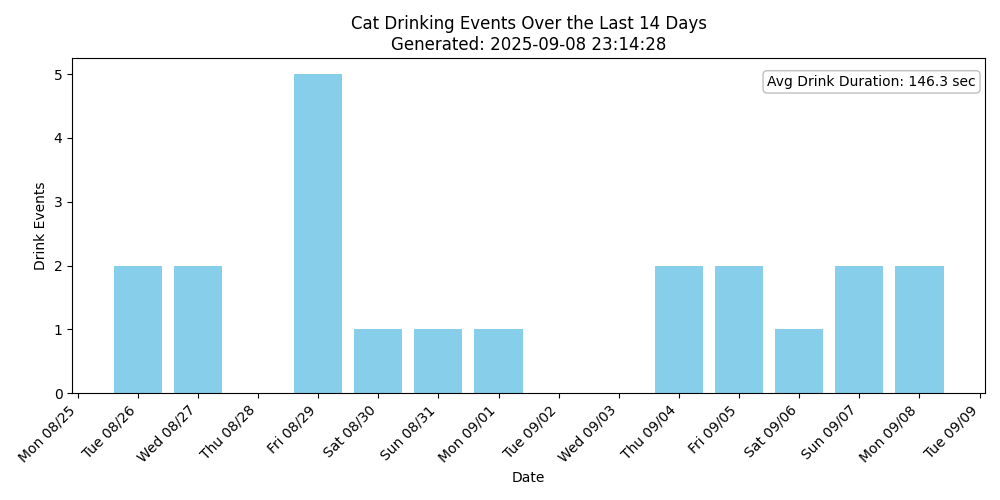 Cat Drinking Events Over the Last 14 Days
Generated: 2025-09-08 23:14:28
Avg Drink Duration: 146.3 sec
Drink Events
5
4
3
2
1
0
Mon 08/25
Tue 08/26
Wed 08/27
Thu 08/28
Fri 08/29
Sat 08/30
Sun 08/31
Mon 09/01
Tue 09/02
Wed 09/03
Thu 09/04
Fri 09/05
Sat 09/06
Sun 09/07
Mon 09/08
Tue 09/09
Date